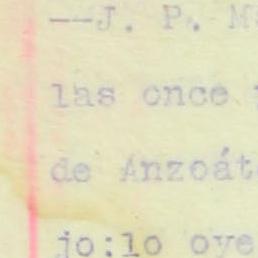 --J. P. M
las once
de Anzoát
jo:lo oye